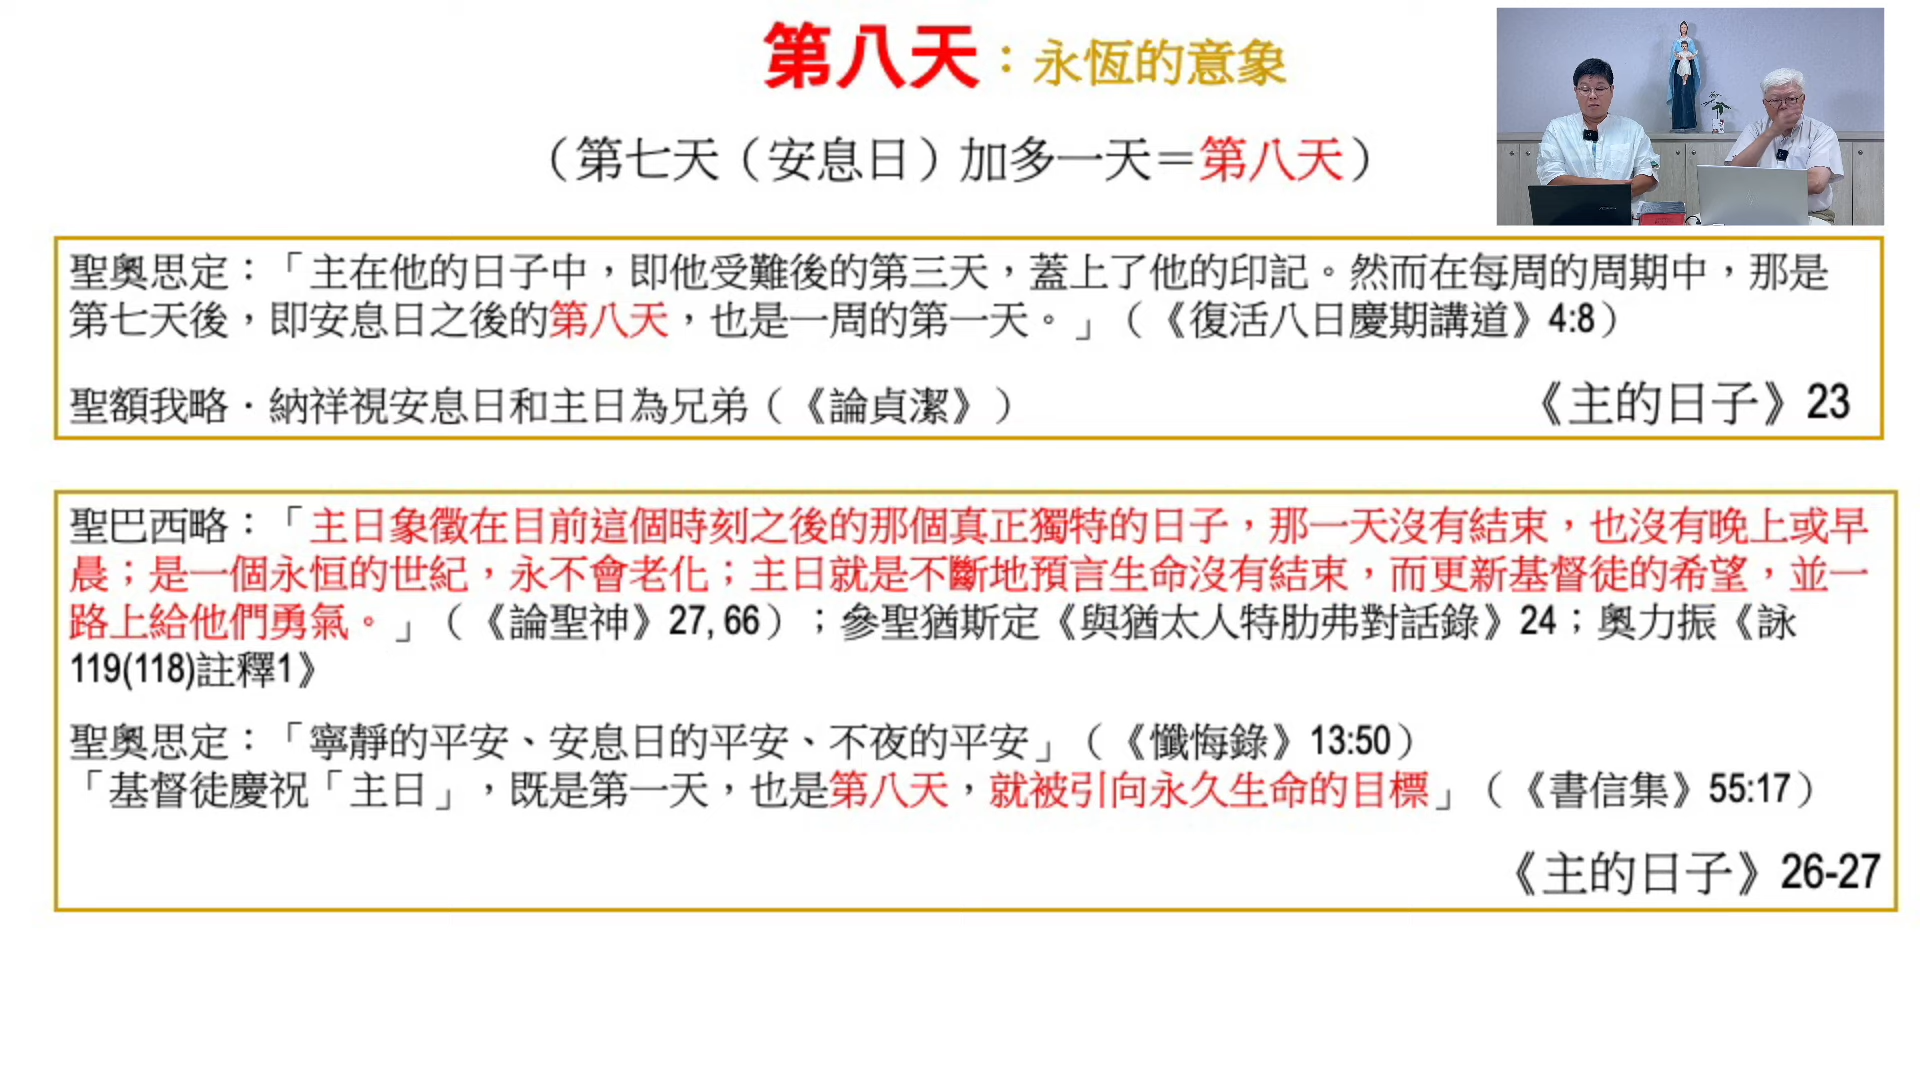 第八天：永恆的意象
（第七天（安息日）加多一天＝第八天）
聖奧思定：「主在他的日子中，即他受難後的第三天，蓋上了他的印記。然而在每周的周期中，那是
第七天後，即安息日之後的第八天，也是一周的第一天。」（《復活八日慶期講道》4:8）
聖額我略．納祥視安息日和主日為兄弟（《論貞潔》）
《主的日子》23
聖巴西略：「主日象徵在目前這個時刻之後的那個真正獨特的日子，那一天沒有結束，也沒有晚上或早
晨；是一個永恒的世紀，永不會老化；主日就是不斷地預言生命沒有結束，而更新基督徒的希望，並一
路上給他們勇氣。」（《論聖神》27, 66）；參聖猶斯定《與猶太人特肋弗對話錄》24；奧力振《詠
119(118)註釋1》
聖奧思定：「寧靜的平安、安息日的平安、不夜的平安」（《懺悔錄》13:50）
「基督徒慶祝「主日」，既是第一天，也是第八天，就被引向永久生命的目標」（《書信集》55:17）
《主的日子》26-27